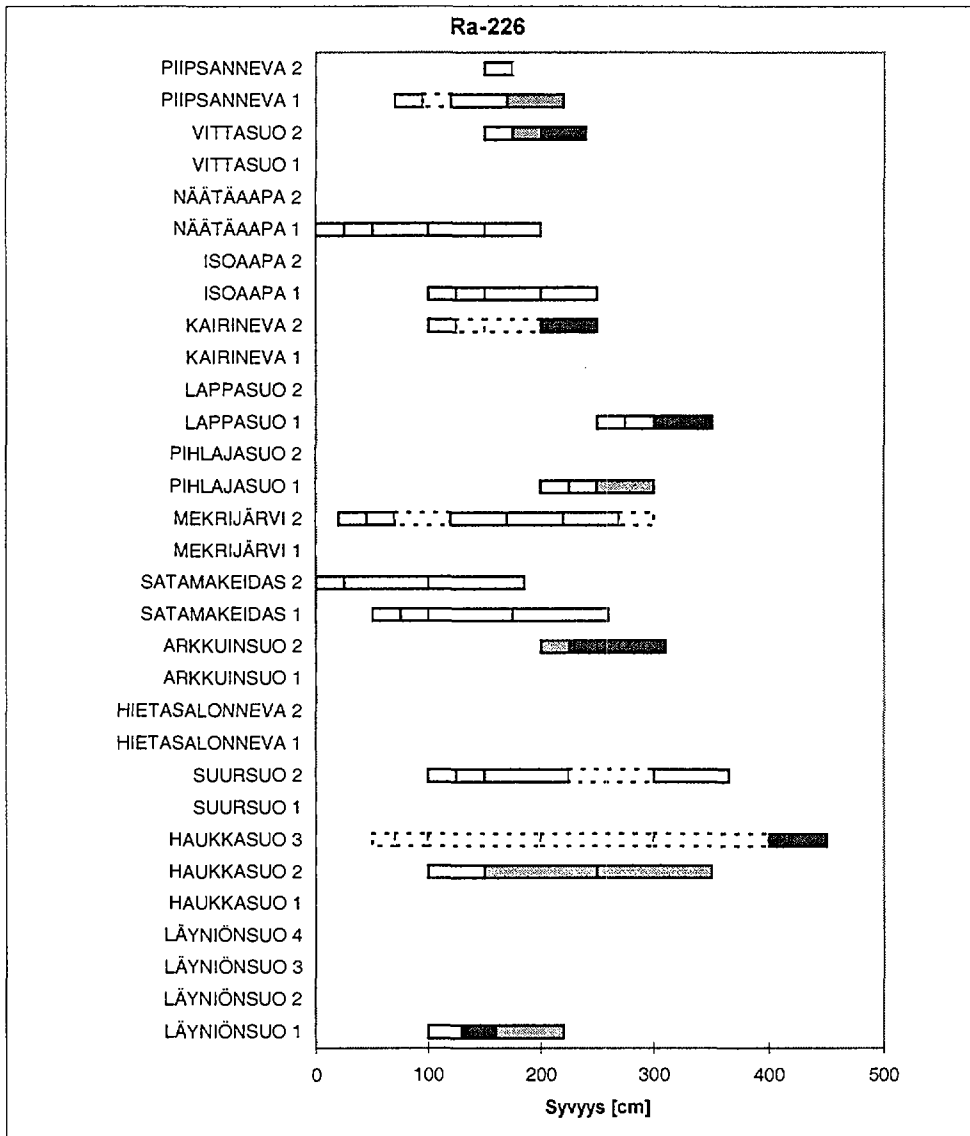 Ra-226
PIIPSANNEVA 2
PIIPSANNEVA 1
VITTASUO 2
VITTASUO 1
NÄÄTÄAAPA 2
NÄÄTÄAAPA 1
ISOAAPA 2
ISOAAPA 1
KAIRINEVA 2
KAIRINEVA 1
LAPPASUO 2
LAPPASUO 1
PIHLAJASUO 2
PIHLAJASUO 1
MEKRIJÄRVI 2
MEKRIJÄRVI 1
SATAMAKEIDAS 2
SATAMAKEIDAS 1
ARKKUINSUO 2
ARKKUINSUO 1
HIETASALONNEVA 2
HIETASALONNEVA 1
SUURSUO 2
SUURSUO 1
HAUKKASUO 3
HAUKKASUO 2
HAUKKASUO 1
LÄYNIÖNSUO 4
LÄYNIÖNSUO 3
LÄYNIÖNSUO 2
LÄYNIÖNSUO 1
0 100 200 300 400 500
Syvyys [cm]